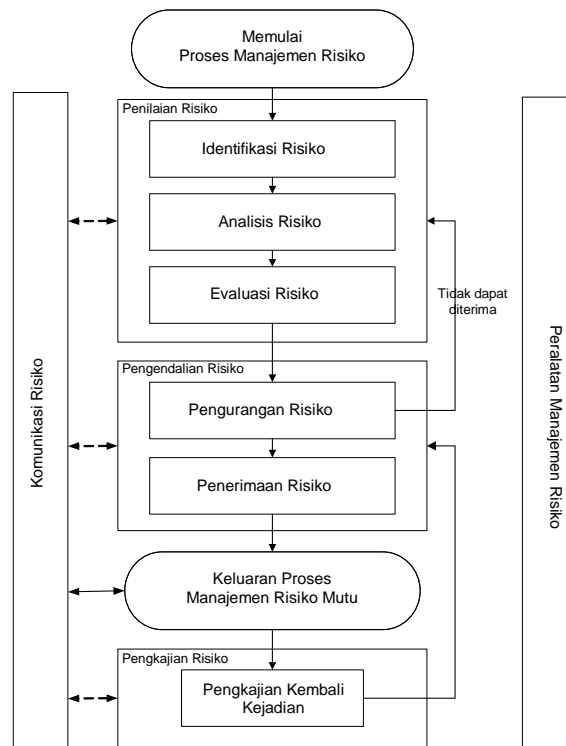 Memulai
Proses Manajemen Risiko
Penilaian Risiko
Identifikasi Risiko
Analisis Risiko
Evaluasi Risiko
Tidak dapat
diterima
Pengendalian Risiko
Pengurangan Risiko
Penerimaan Risiko
Keluaran Proses
Manajemen Risiko Mutu
Pengkajian Risiko
Pengkajian Kembali
Kejadian
Komunikasi Risiko
Peralatan Manajemen Risiko